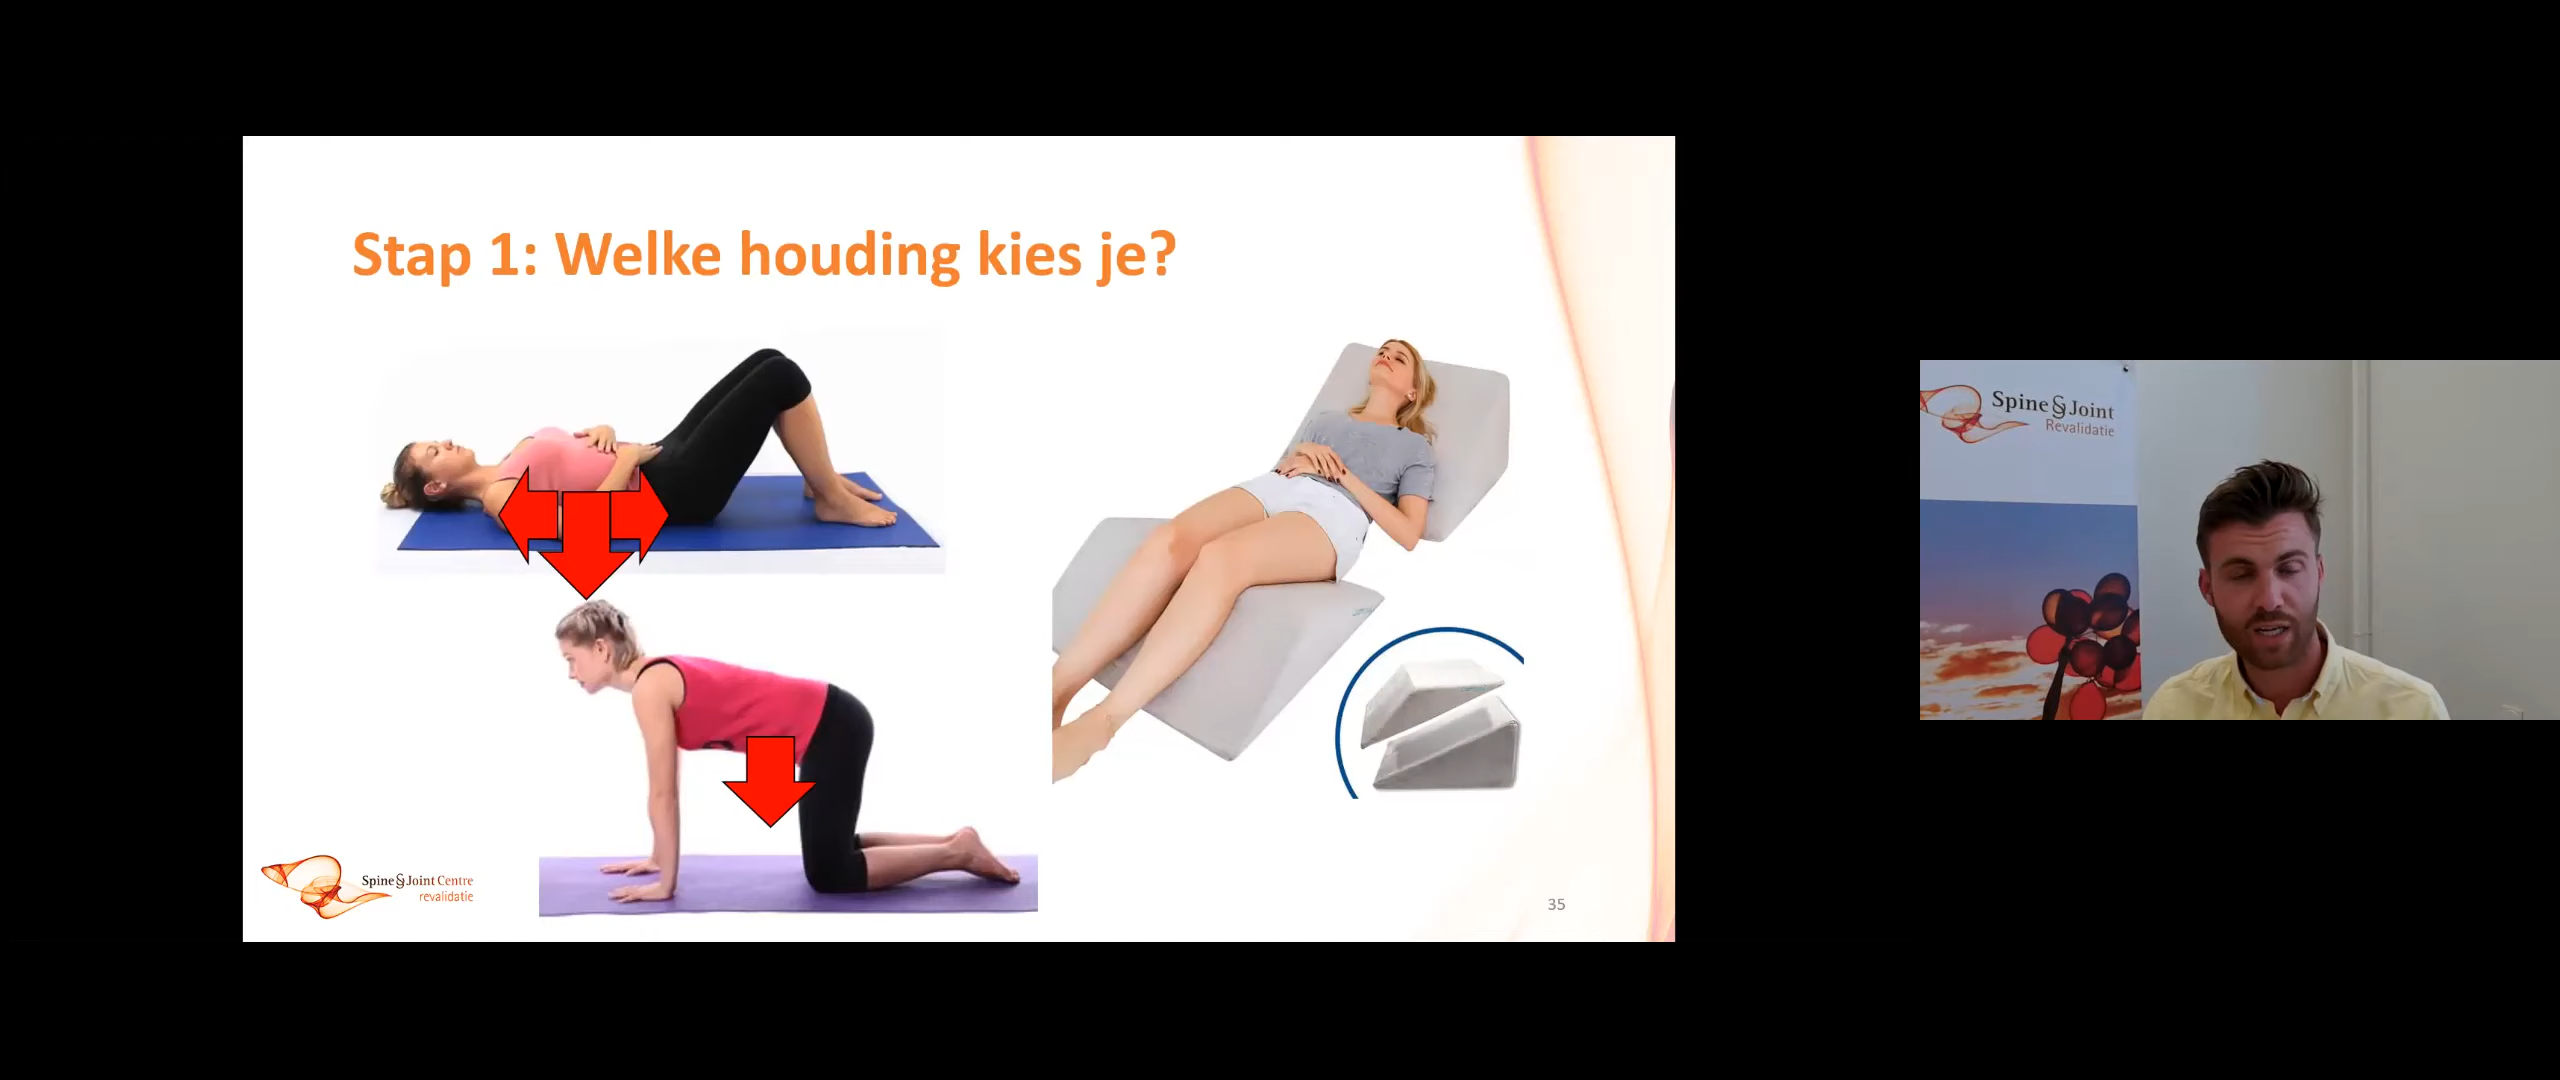 Stap 1: Welke houding kies je?
Spine & Joint Centre
revalidatie
35
Spine & Joint
Revalidatie